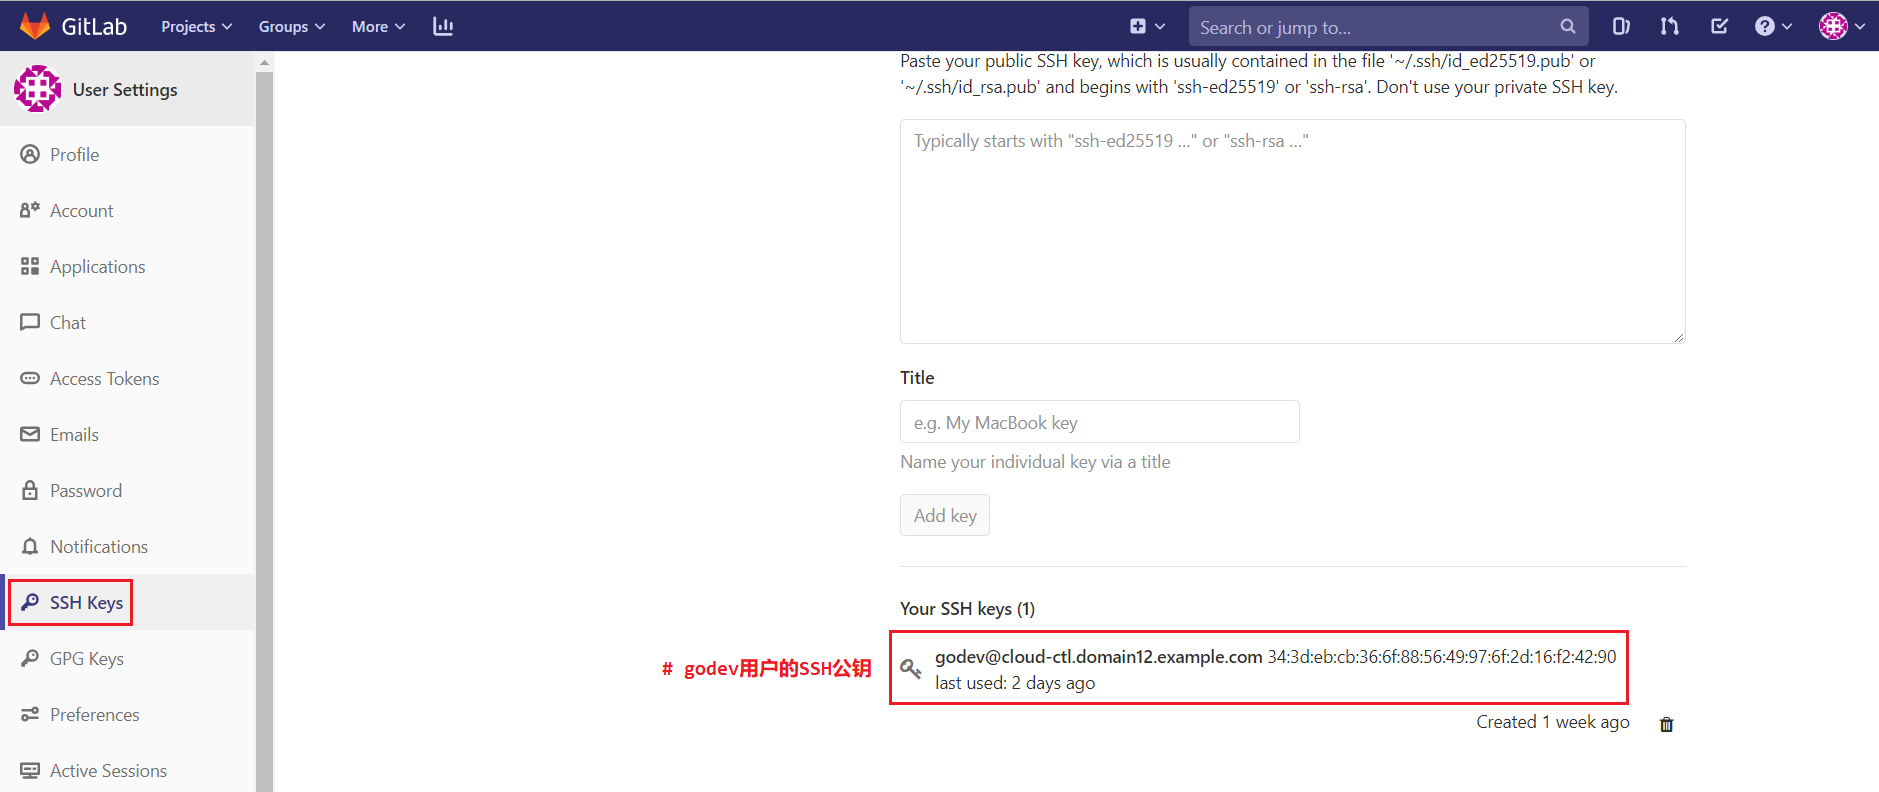 GitLab Projects Groups More Search or jump to...
User Settings
Profile
Account
Applications
Chat
Access Tokens
Emails
Password
Notifications
SSH Keys
GPG Keys
Preferences
Active Sessions
Paste your public SSH key, which is usually contained in the file '~/.ssh/id_ed25519.pub' or
'~/.ssh/id_rsa.pub' and begins with 'ssh-ed25519' or 'ssh-rsa'. Don't use your private SSH key.
Typically starts with "ssh-ed25519 ..." or "ssh-rsa ..."
Title
e.g. My MacBook key
Name your individual key via a title
Add key
Your SSH keys (1)
# godev用户的SSH公钥
godev@cloud-ctl.domain12.example.com 34:3d:eb:cb:36:6f:88:56:49:97:6f:2d:16:f2:42:90
last used: 2 days ago
Created 1 week ago